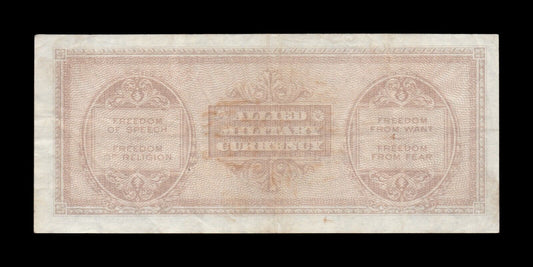 FREEDOM
OF SPEECH
FREEDOM
OF RELIGION
ALLIED
MILITARY
CURRENCY
FREEDOM
FROM WANT
FREEDOM
FROM FEAR